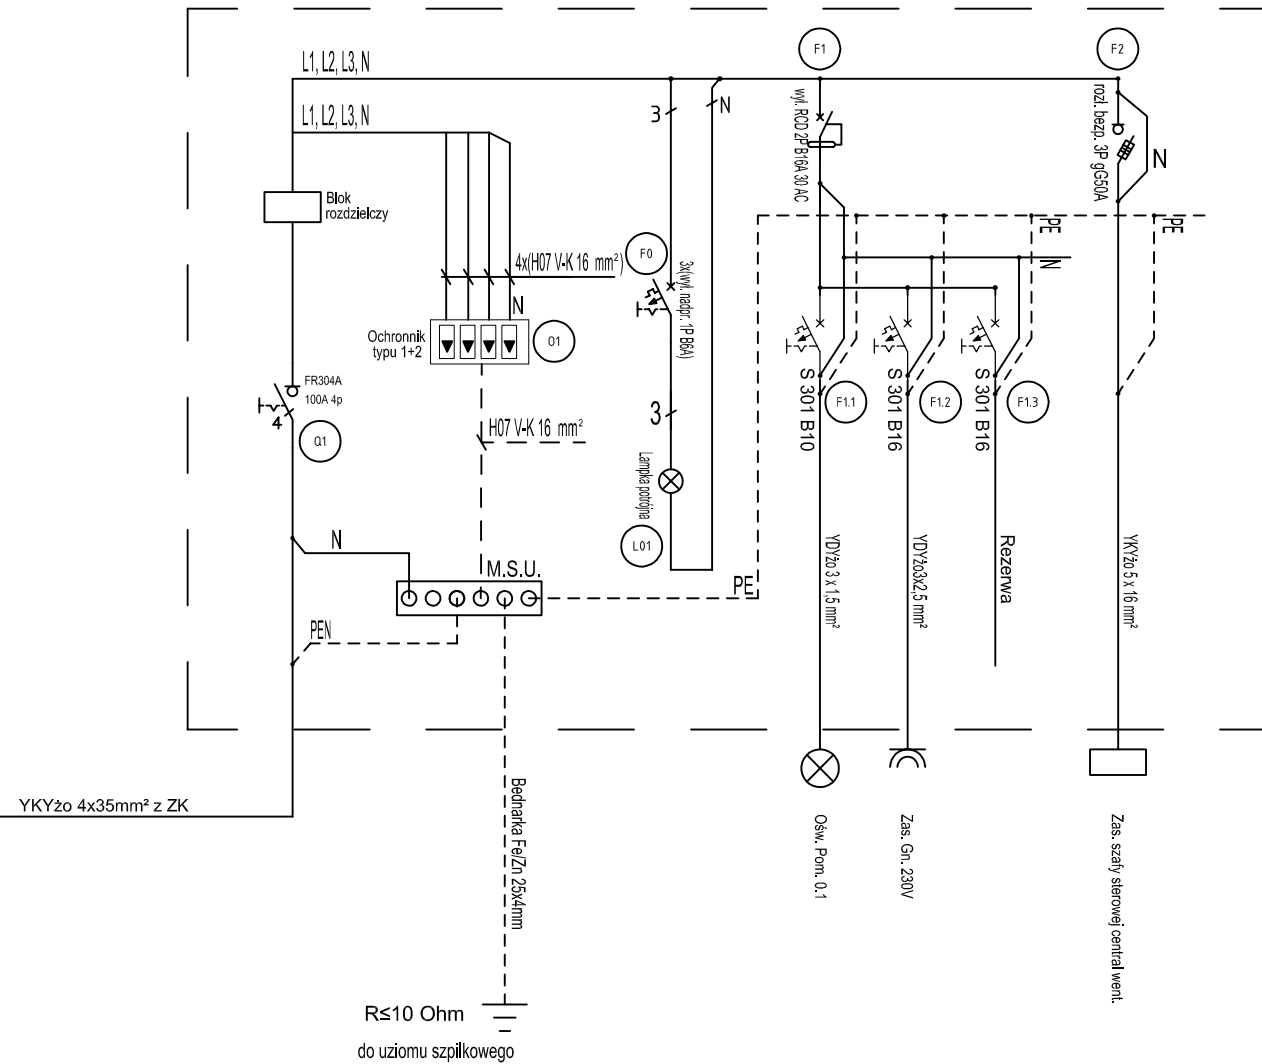 L1, L2, L3, N
L1, L2, L3, N
Blok
rozdzielczy
FR304A
100A 4p
4
Q1
N
PEN
YKYżo 4x35mm² z ZK
4x(H07 V-K 16 mm²)
N
Ochronnik
typu 1+2
O1
H07 V-K 16 mm²
M.S.U.
PE
Bednarka Fe/Zn 25x4mm
R≤10 Ohm
do uziomu szpilkowego
3
N
F0
3x(wył. nadpr. 1P B6A)
3
Lampka potrójna
L01
F1
wył. RCD 2P B16A 30 AC
PE
N
S 301 B10
F1.1
YDYżo 3 x 1,5 mm²
Ośw. Pom. 0.1
S 301 B16
F1.2
YDYżo3x2,5 mm²
Zas. Gn. 230V
S 301 B16
F1.3
Rezerwa
F2
rozł. bezp. 3P gG50A
N
PE
YKYżo 5 x 16 mm²
Zas. szafy sterowej central went.